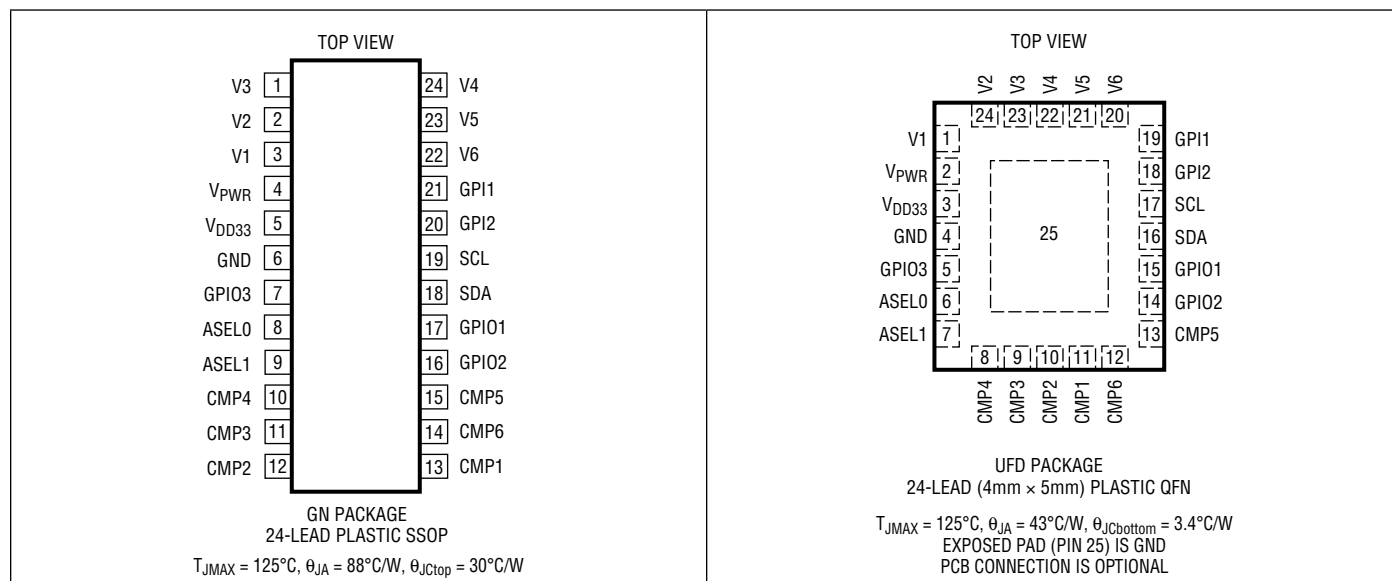 TOP VIEW
V3 1 24 V4
V2 2 23 V5
V1 3 22 V6
VPWR 4 21 GPI1
VDD33 5 20 GPI2
GND 6 19 SCL
GPIO3 7 18 SDA
ASEL0 8 17 GPIO1
ASEL1 9 16 GPIO2
CMP4 10 15 CMP5
CMP3 11 14 CMP6
CMP2 12 13 CMP1
GN PACKAGE
24-LEAD PLASTIC SSOP
TJMAX = 125°C, θJA = 88°C/W, θJCtop = 30°C/W
TOP VIEW
V2 V3 V4 V5 V6
24 23 22 21 20
V1 1 19 GPI1
VPWR 2 18 GPI2
VDD33 3 17 SCL
GND 4 25 16 SDA
GPIO3 5 15 GPIO1
ASEL0 6 14 GPIO2
ASEL1 7 13 CMP5
8 9 10 11 12
CMP4 CMP3 CMP2 CMP1 CMP6
UFD PACKAGE
24-LEAD (4mm × 5mm) PLASTIC QFN
TJMAX = 125°C, θJA = 43°C/W, θJCbottom = 3.4°C/W
EXPOSED PAD (PIN 25) IS GND
PCB CONNECTION IS OPTIONAL